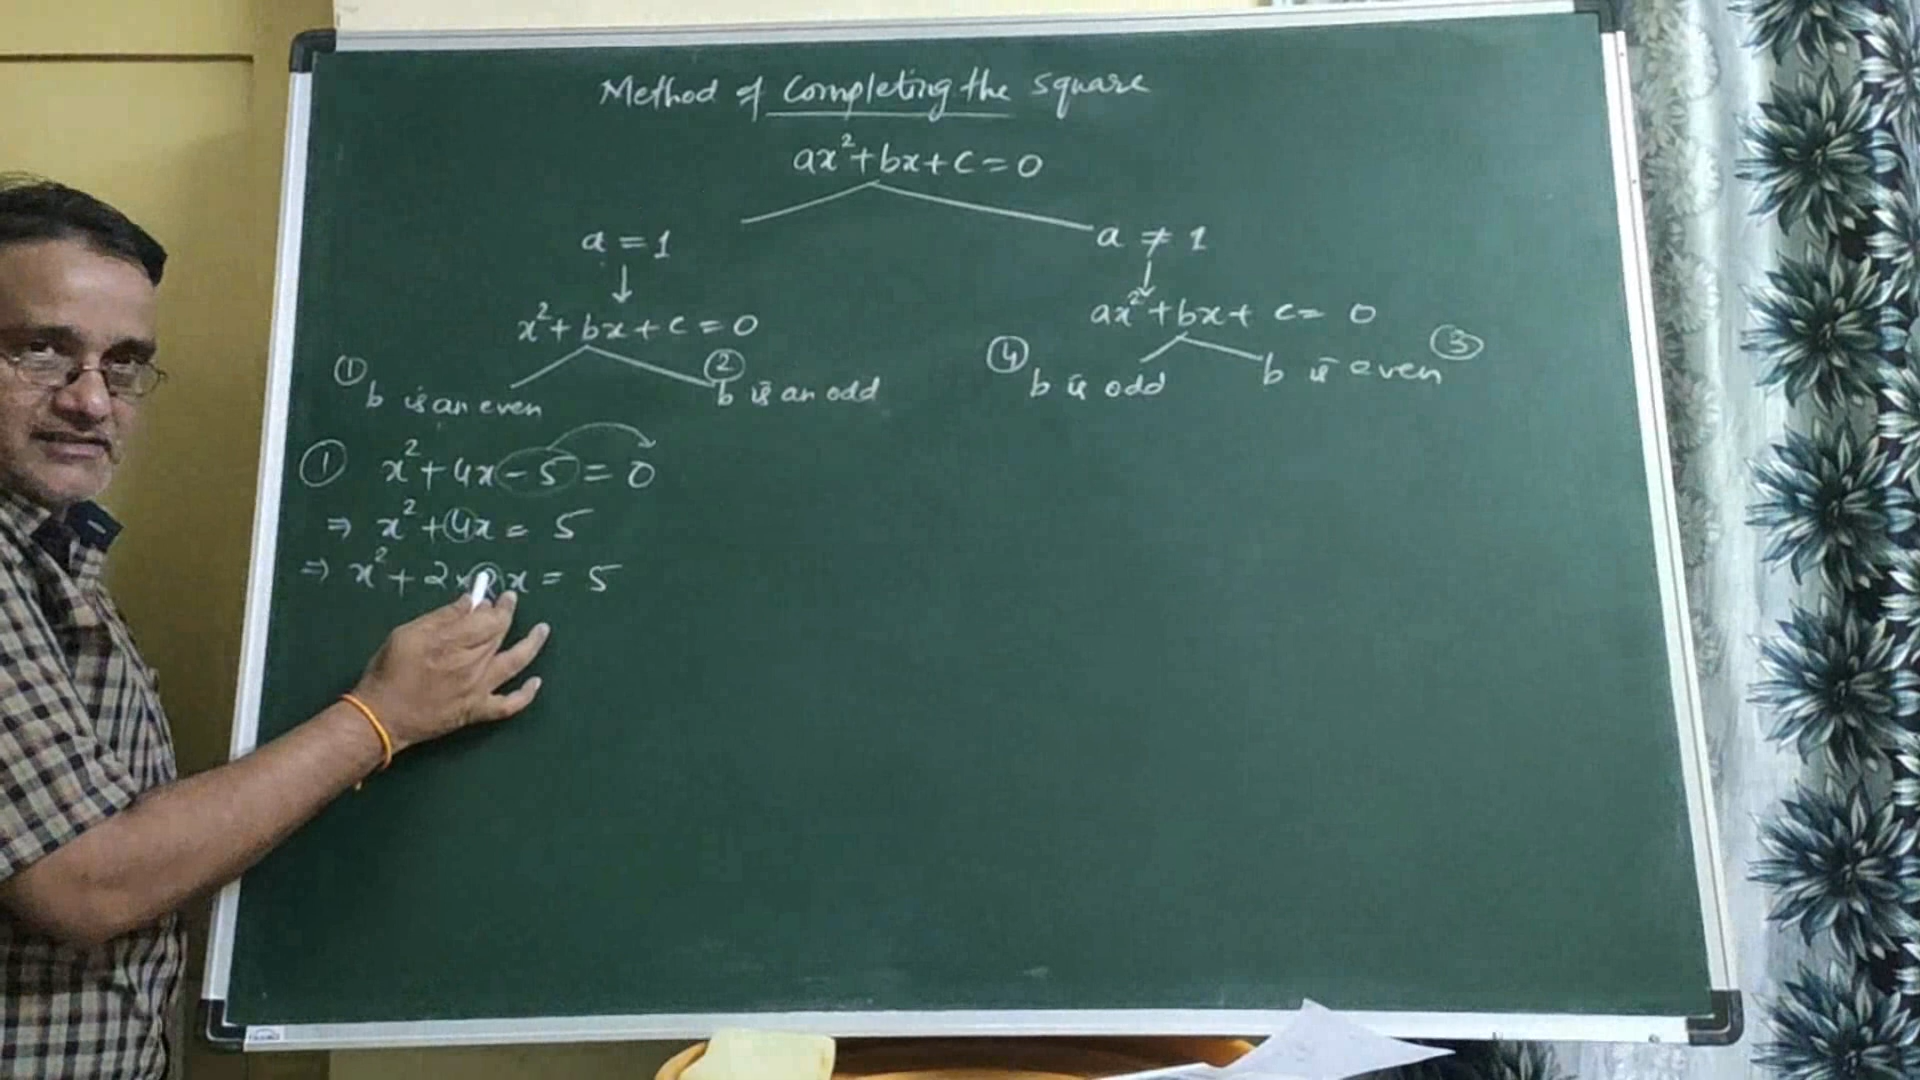 Method of Completing the square
ax²+bx+c=0
a = 1
a ≠ 1
x²+bx+c=0
ax²+bx+c=0
① b is an even
② b is an odd
④ b is odd
b is even ③
① x²+4x-5=0
⇒ x²+4x = 5
⇒ x²+2×2x = 5